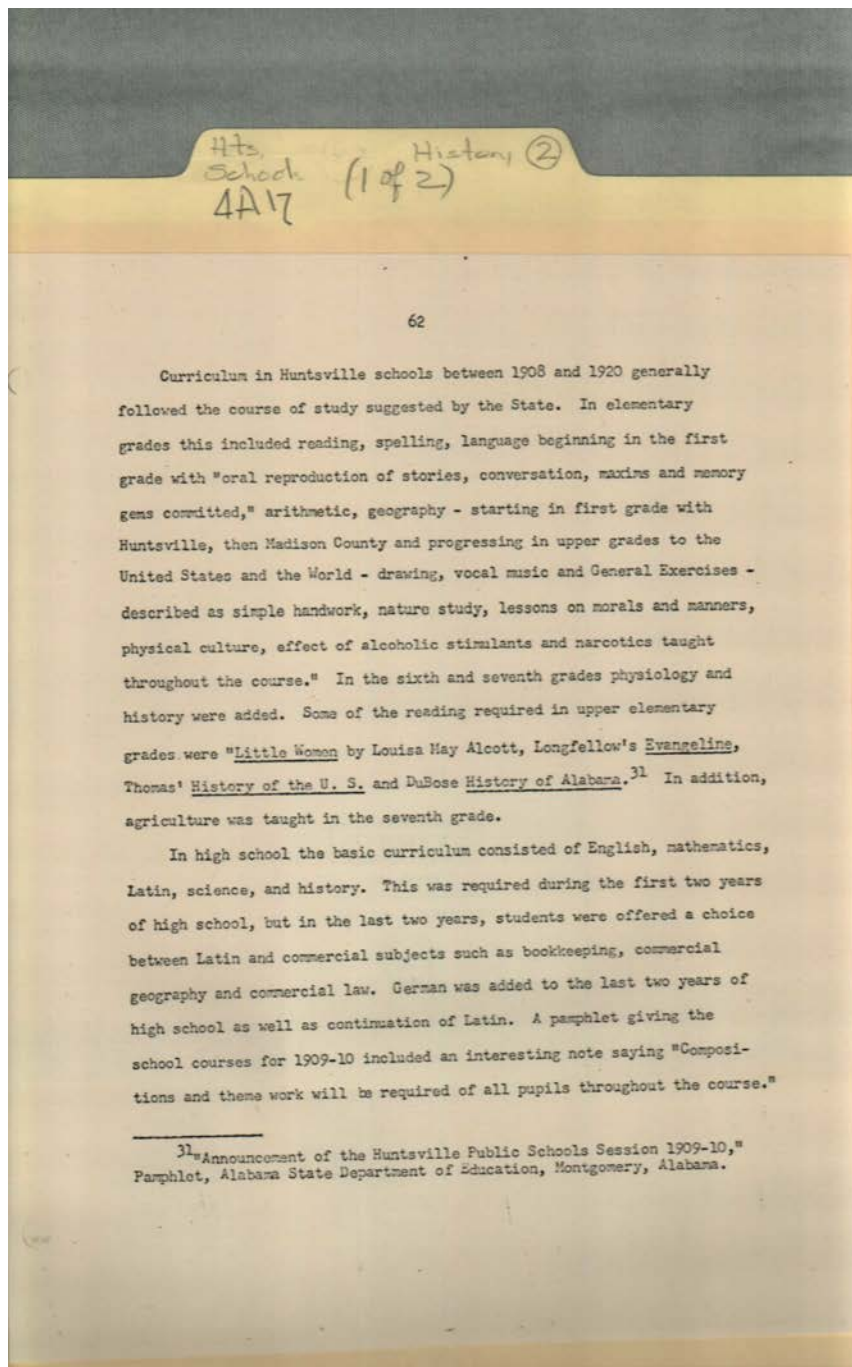 Hts. History ②
School (1 of 2)
4A17
62
Curriculum in Huntsville schools between 1908 and 1920 generally
followed the course of study suggested by the State. In elementary
grades this included reading, spelling, language beginning in the first
grade with "oral reproduction of stories, conversation, maxims and memory
gems committed," arithmetic, geography - starting in first grade with
Huntsville, then Madison County and progressing in upper grades to the
United States and the World - drawing, vocal music and General Exercises -
described as simple handwork, nature study, lessons on morals and manners,
physical culture, effect of alcoholic stimulants and narcotics taught
throughout the course." In the sixth and seventh grades physiology and
history were added. Some of the reading required in upper elementary
grades were "Little Women by Louisa May Alcott, Longfellow's Evangeline,
Thomas' History of the U. S. and DuBose History of Alabama.31 In addition,
agriculture was taught in the seventh grade.
In high school the basic curriculum consisted of English, mathematics,
Latin, science, and history. This was required during the first two years
of high school, but in the last two years, students were offered a choice
between Latin and commercial subjects such as bookkeeping, commercial
geography and commercial law. German was added to the last two years of
high school as well as continuation of Latin. A pamphlet giving the
school courses for 1909-10 included an interesting note saying "Composi-
tions and theme work will be required of all pupils throughout the course."
31"Announcement of the Huntsville Public Schools Session 1909-10,"
Pamphlet, Alabama State Department of Education, Montgomery, Alabama.